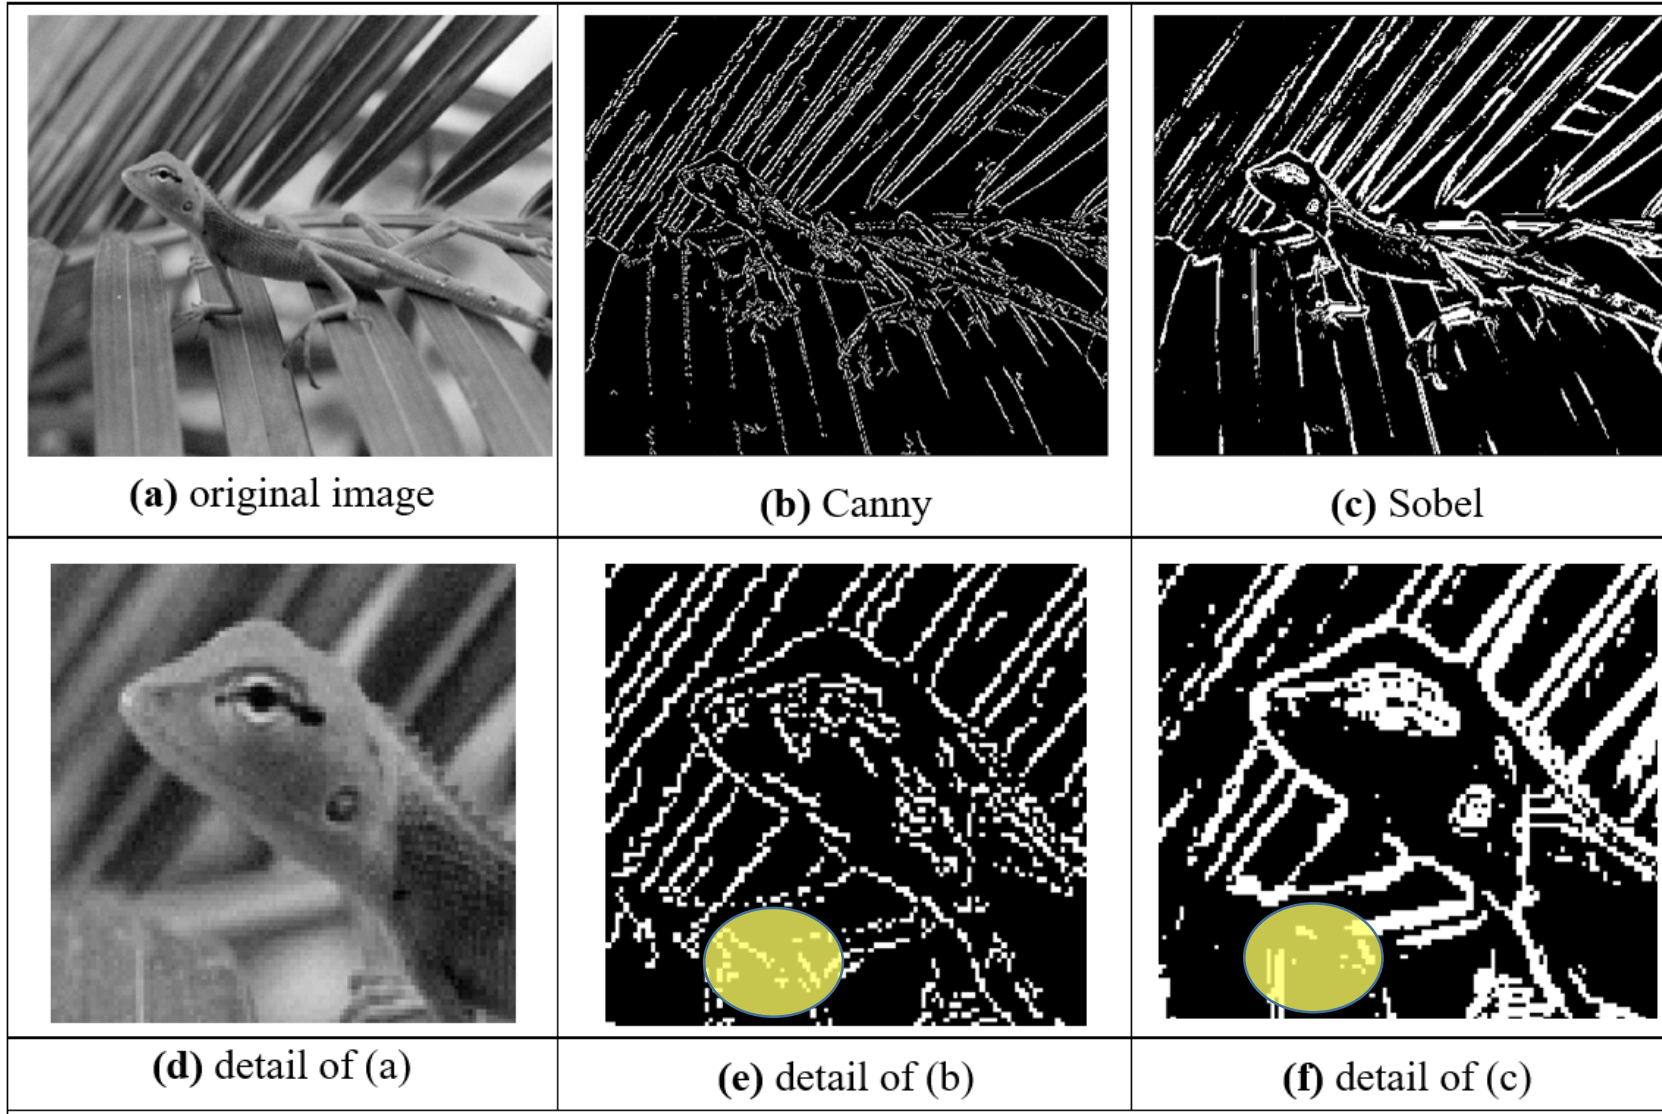 (a) original image
(b) Canny
(c) Sobel
(d) detail of (a)
(e) detail of (b)
(f) detail of (c)